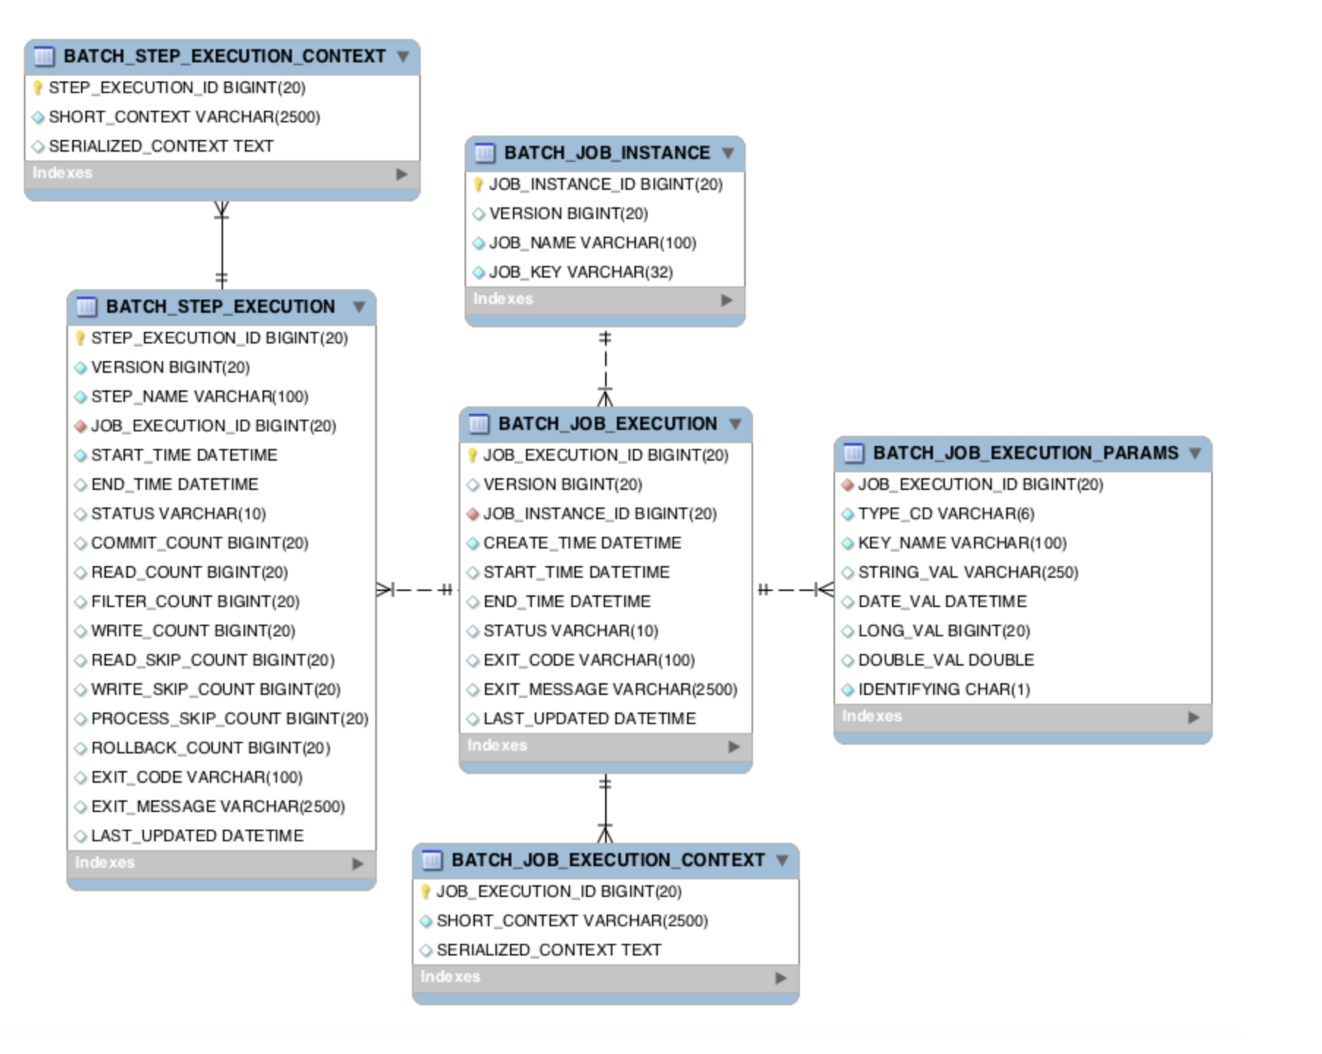 BATCH_STEP_EXECUTION_CONTEXT
STEP_EXECUTION_ID BIGINT(20)
SHORT_CONTEXT VARCHAR(2500)
SERIALIZED_CONTEXT TEXT
Indexes
BATCH_JOB_INSTANCE
JOB_INSTANCE_ID BIGINT(20)
VERSION BIGINT(20)
JOB_NAME VARCHAR(100)
JOB_KEY VARCHAR(32)
Indexes
BATCH_STEP_EXECUTION
STEP_EXECUTION_ID BIGINT(20)
VERSION BIGINT(20)
STEP_NAME VARCHAR(100)
JOB_EXECUTION_ID BIGINT(20)
START_TIME DATETIME
END_TIME DATETIME
STATUS VARCHAR(10)
COMMIT_COUNT BIGINT(20)
READ_COUNT BIGINT(20)
FILTER_COUNT BIGINT(20)
WRITE_COUNT BIGINT(20)
READ_SKIP_COUNT BIGINT(20)
WRITE_SKIP_COUNT BIGINT(20)
PROCESS_SKIP_COUNT BIGINT(20)
ROLLBACK_COUNT BIGINT(20)
EXIT_CODE VARCHAR(100)
EXIT_MESSAGE VARCHAR(2500)
LAST_UPDATED DATETIME
Indexes
BATCH_JOB_EXECUTION
JOB_EXECUTION_ID BIGINT(20)
VERSION BIGINT(20)
JOB_INSTANCE_ID BIGINT(20)
CREATE_TIME DATETIME
START_TIME DATETIME
END_TIME DATETIME
STATUS VARCHAR(10)
EXIT_CODE VARCHAR(100)
EXIT_MESSAGE VARCHAR(2500)
LAST_UPDATED DATETIME
Indexes
BATCH_JOB_EXECUTION_PARAMS
JOB_EXECUTION_ID BIGINT(20)
TYPE_CD VARCHAR(6)
KEY_NAME VARCHAR(100)
STRING_VAL VARCHAR(250)
DATE_VAL DATETIME
LONG_VAL BIGINT(20)
DOUBLE_VAL DOUBLE
IDENTIFYING CHAR(1)
Indexes
BATCH_JOB_EXECUTION_CONTEXT
JOB_EXECUTION_ID BIGINT(20)
SHORT_CONTEXT VARCHAR(2500)
SERIALIZED_CONTEXT TEXT
Indexes